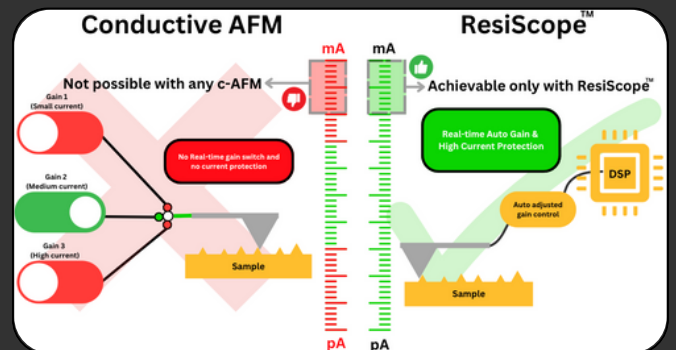 Conductive AFM
ResiScope™
mA
mA
Not possible with any c-AFM
Achievable only with ResiScope™
Gain 1
(Small current)
No Real-time gain switch and
no current protection
Real-time Auto Gain &
High Current Protection
Gain 2
(Medium current)
DSP
Auto adjusted
gain control
Gain 3
(High current)
Sample
Sample
pA
pA